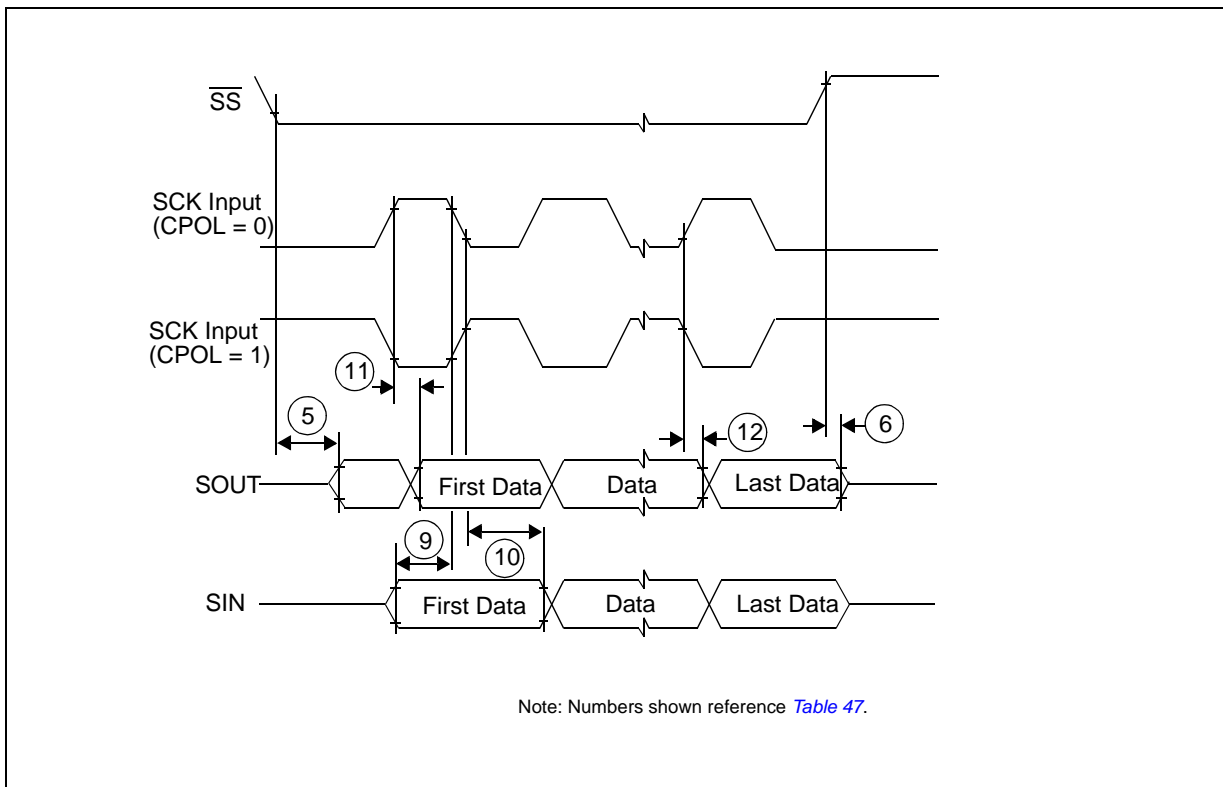 SS
SCK Input
(CPOL = 0)
SCK Input
(CPOL = 1)
11
5
12
6
SOUT
First Data
Data
Last Data
9
10
SIN
First Data
Data
Last Data
Note: Numbers shown reference Table 47.